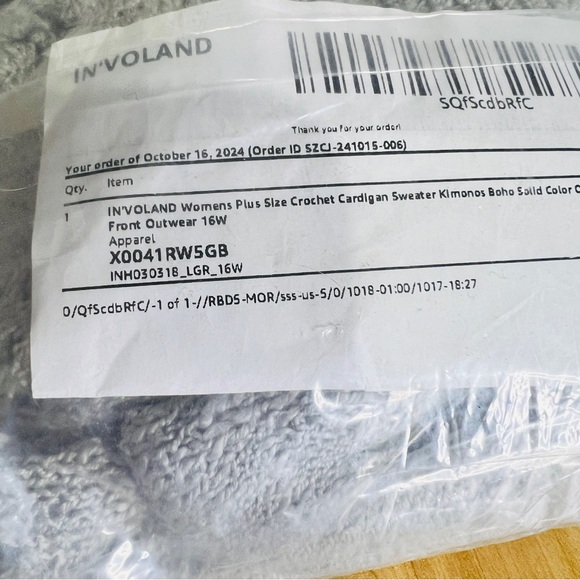 IN'VOLAND
SQfScdbRfC
Thank you for your order!
Your order of October 16, 2024 (Order ID SZCJ-241015-006)
Qty. Item
1 IN'VOLAND Womens Plus Size Crochet Cardigan Sweater Kimonos Boho Solid Color
Front Outwear 16W
Apparel
X0041RW5GB
INH030318_LGR_16W
0/QfScdbRfC/-1 of 1-//RBD5-MOR/sss-us-5/0/1018-01:00/1017-18:27